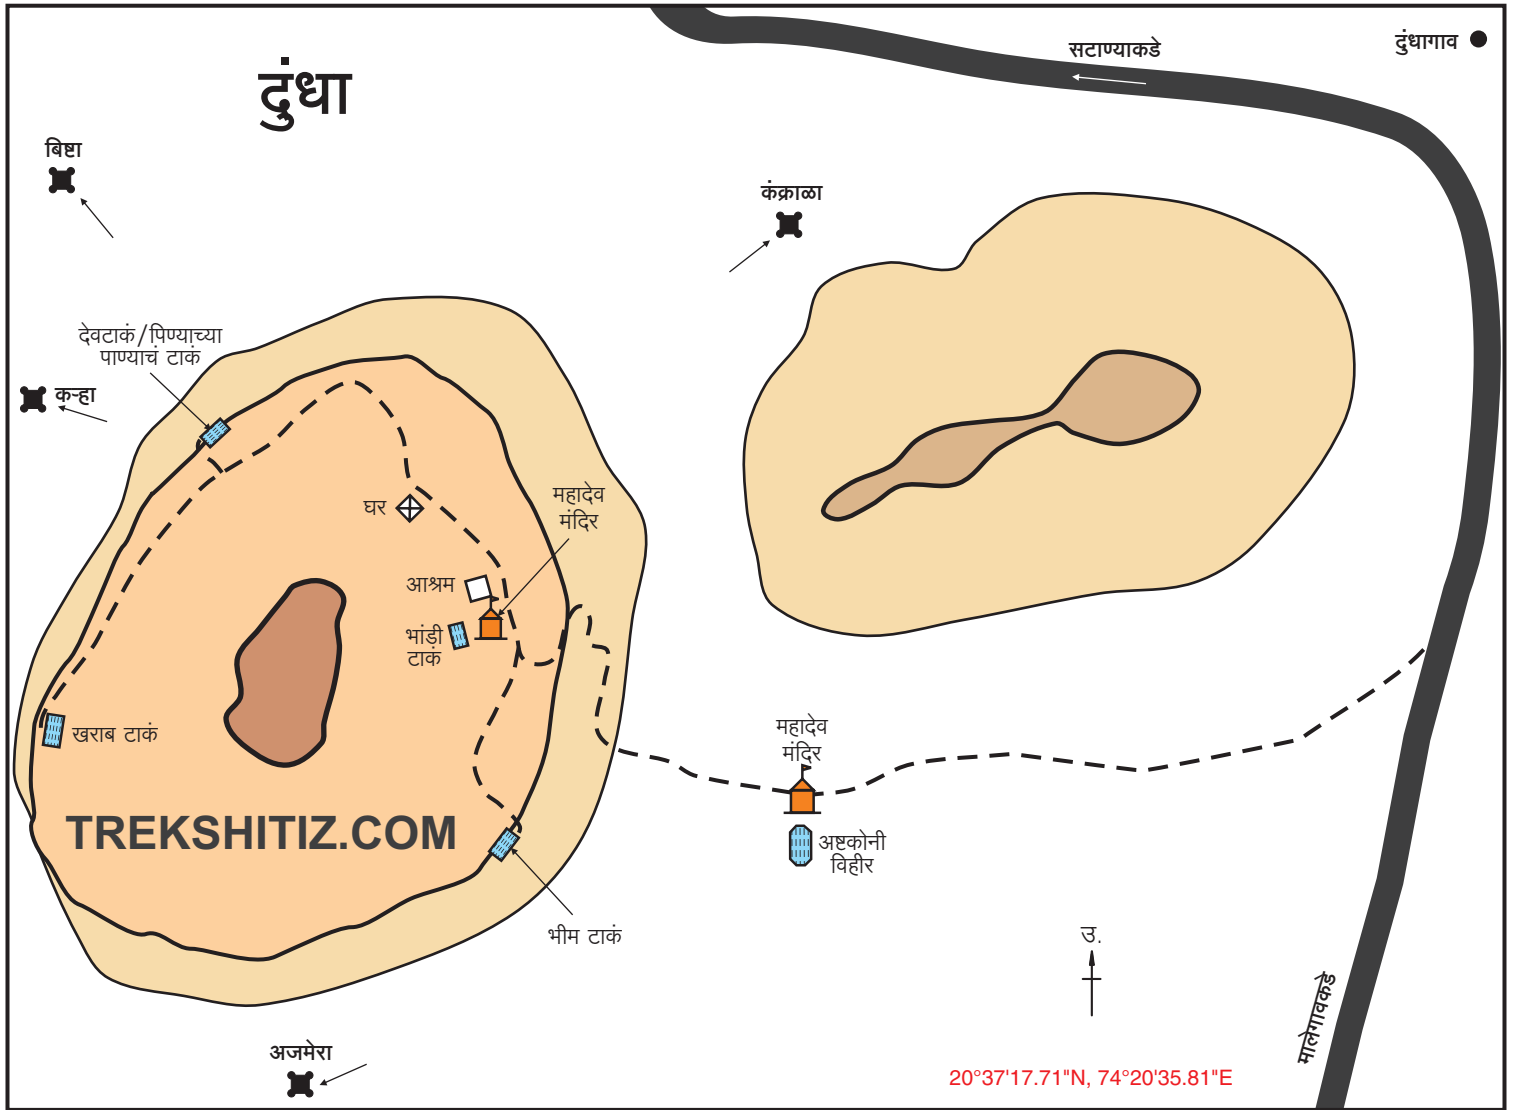 सटाण्याकडे
दुंधागाव
दुंधा
बिष्टा
कंक्राळा
देवटाकं/पिण्याच्या
पाण्याचं टाकं
कऱ्हा
घर
महादेव
मंदिर
आश्रम
भांडी
टाकं
खराब टाकं
महादेव
मंदिर
TREKSHITIZ.COM
अष्टकोनी
विहीर
भीम टाकं
उ.
मालेगावकडे
अजमेरा
20°37'17.71"N, 74°20'35.81"E